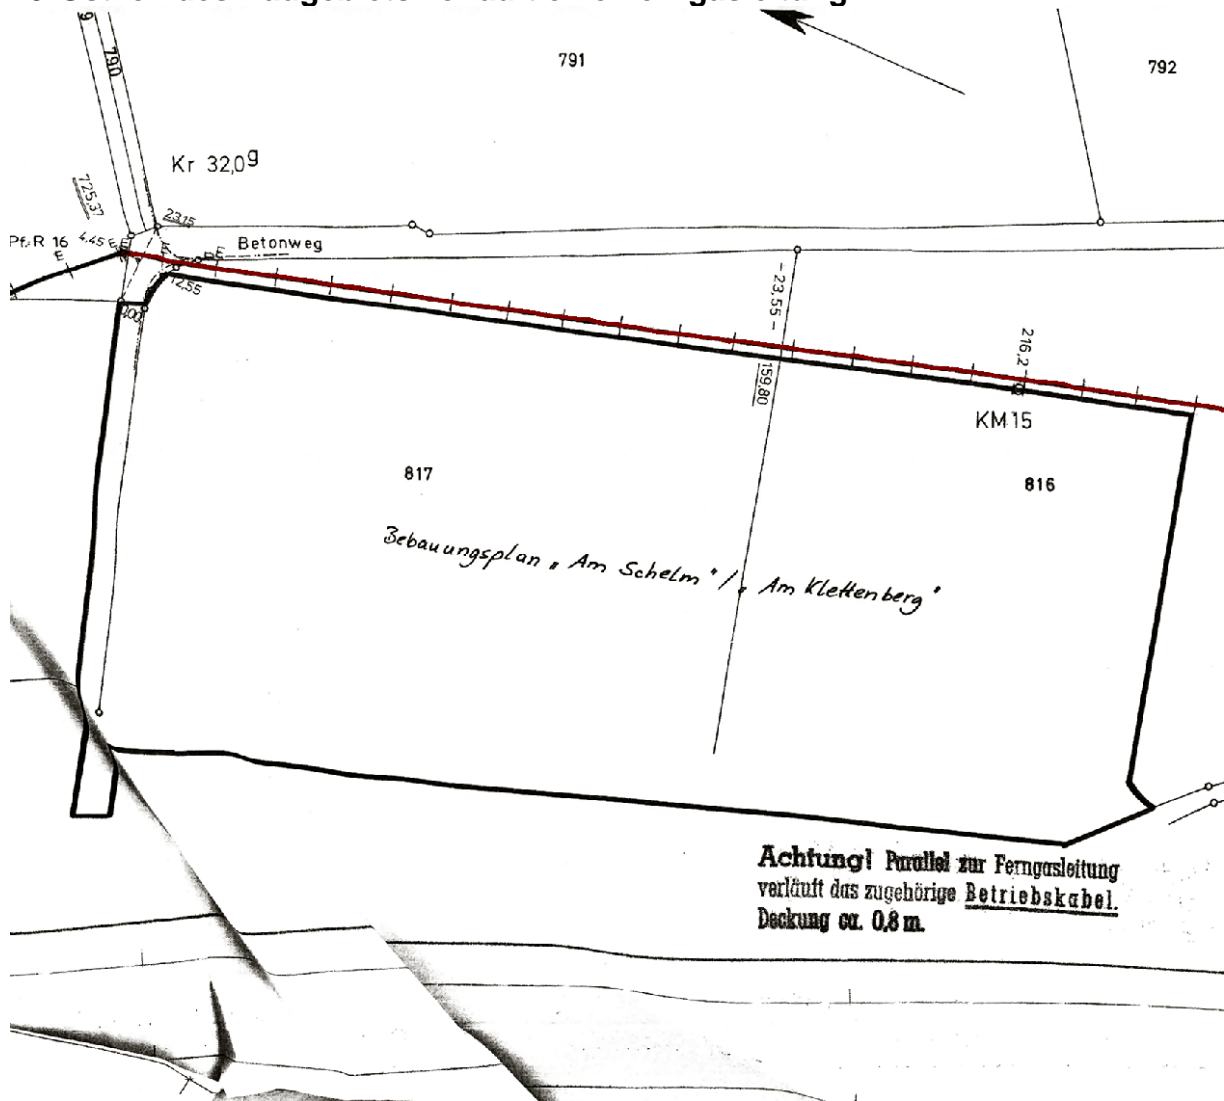 791
792
790
Kr 32,0g
725,37
23,15
4.45
Pf.R 16
E
Betonweg
12,55
0,00
- 23,55 -
159,80
216,2
KM 15
817
816
Bebauungsplan „ Am Schelm " / „ Am Klettenberg "
Achtung! Parallel zur Ferngasleitung
verläuft das zugehörige Betriebskabel.
Deckung ca. 0,8 m.